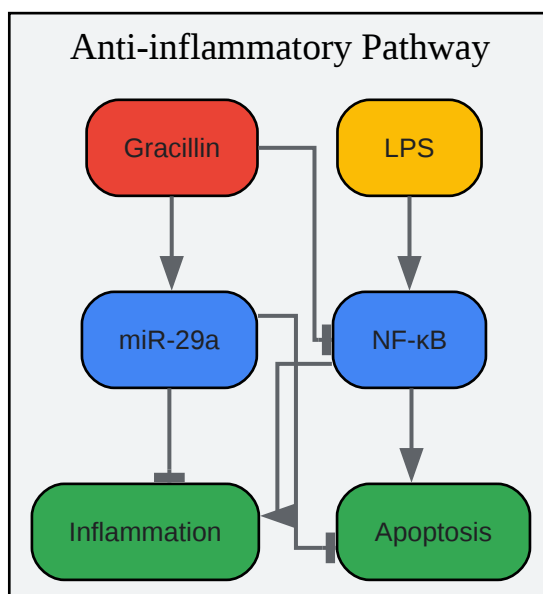 Anti-inflammatory Pathway
Gracillin
LPS
miR-29a
NF-κB
Inflammation
Apoptosis